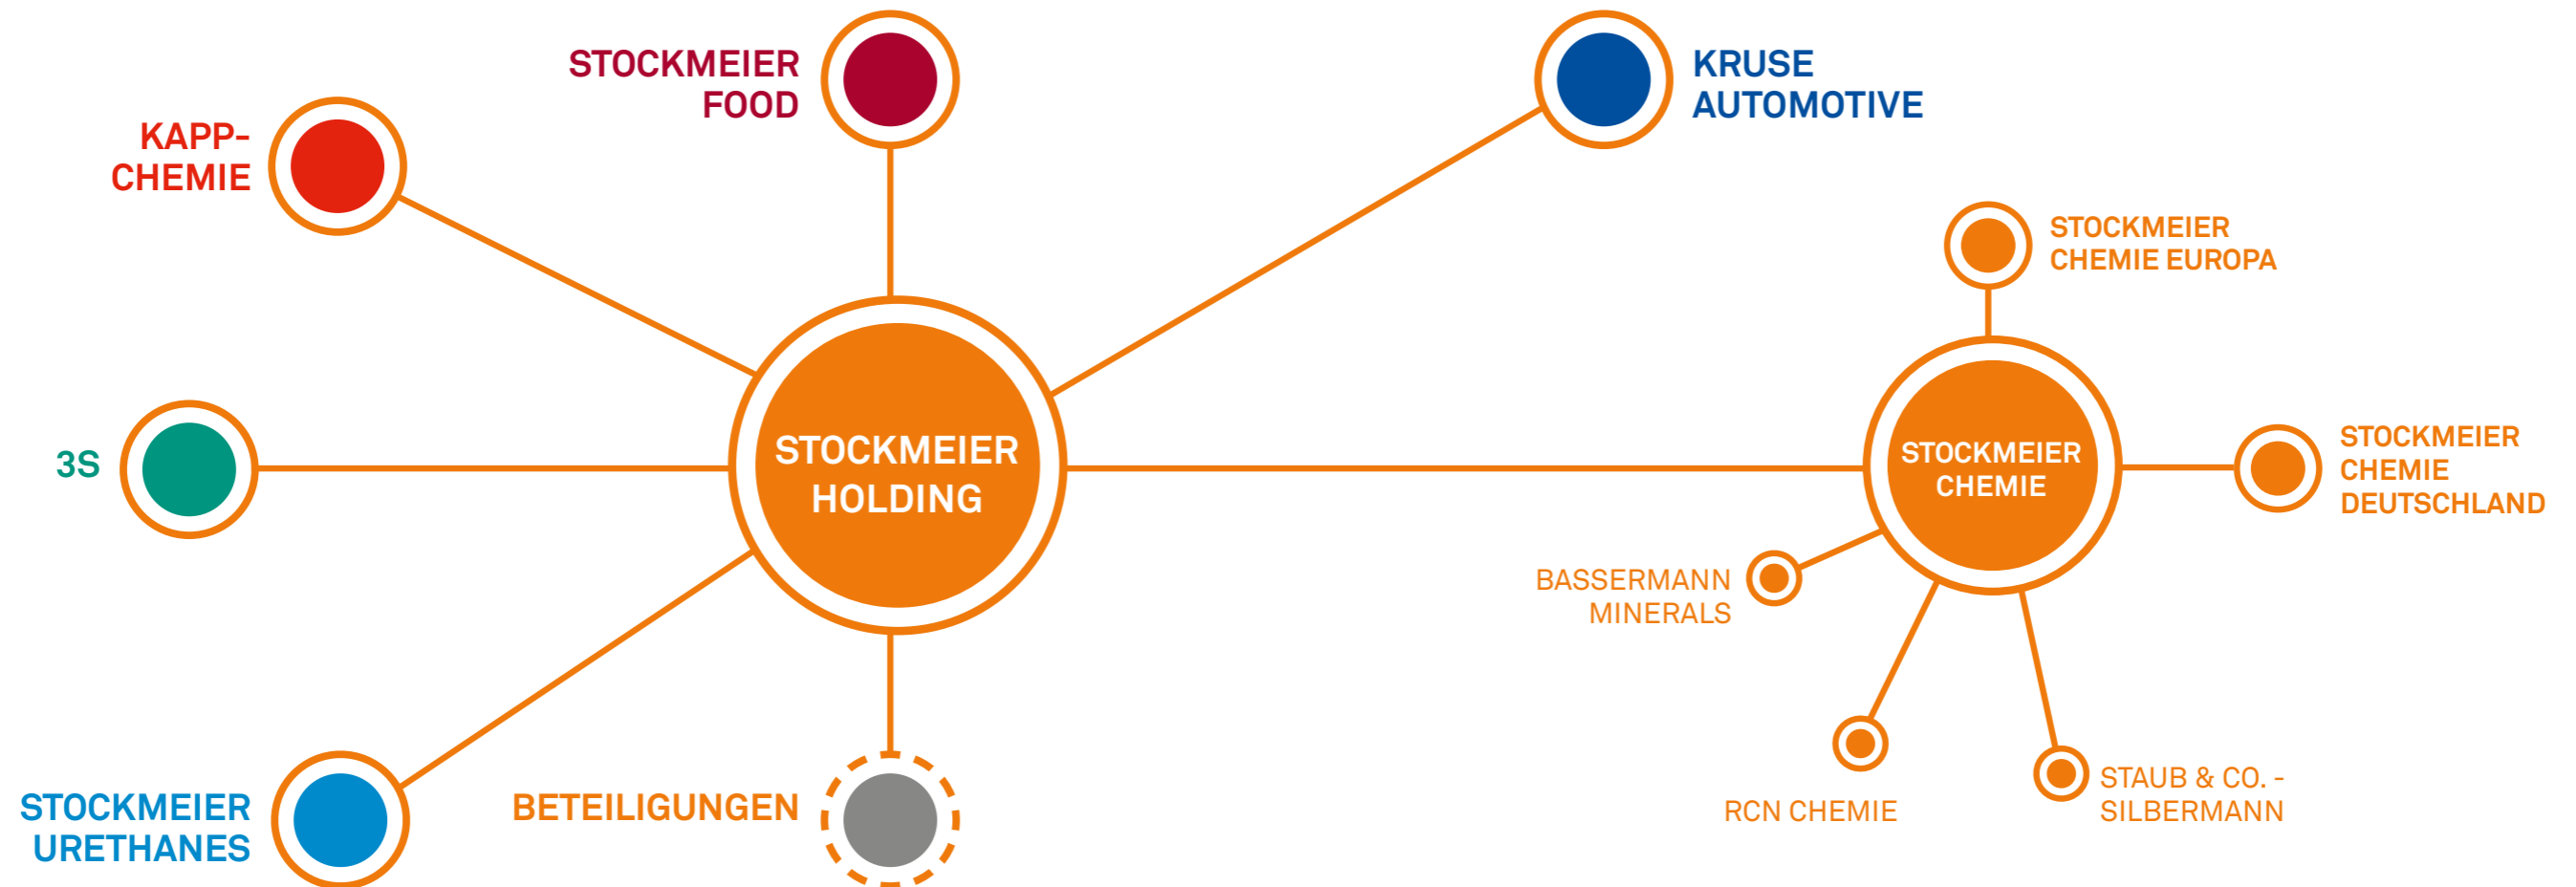 STOCKMEIER
FOOD
KRUSE
AUTOMOTIVE
KAPP-
CHEMIE
STOCKMEIER
CHEMIE EUROPA
3S
STOCKMEIER
HOLDING
STOCKMEIER
CHEMIE
STOCKMEIER
CHEMIE
DEUTSCHLAND
BASSERMANN
MINERALS
STOCKMEIER
URETHANES
BETEILIGUNGEN
RCN CHEMIE
STAUB & CO. -
SILBERMANN